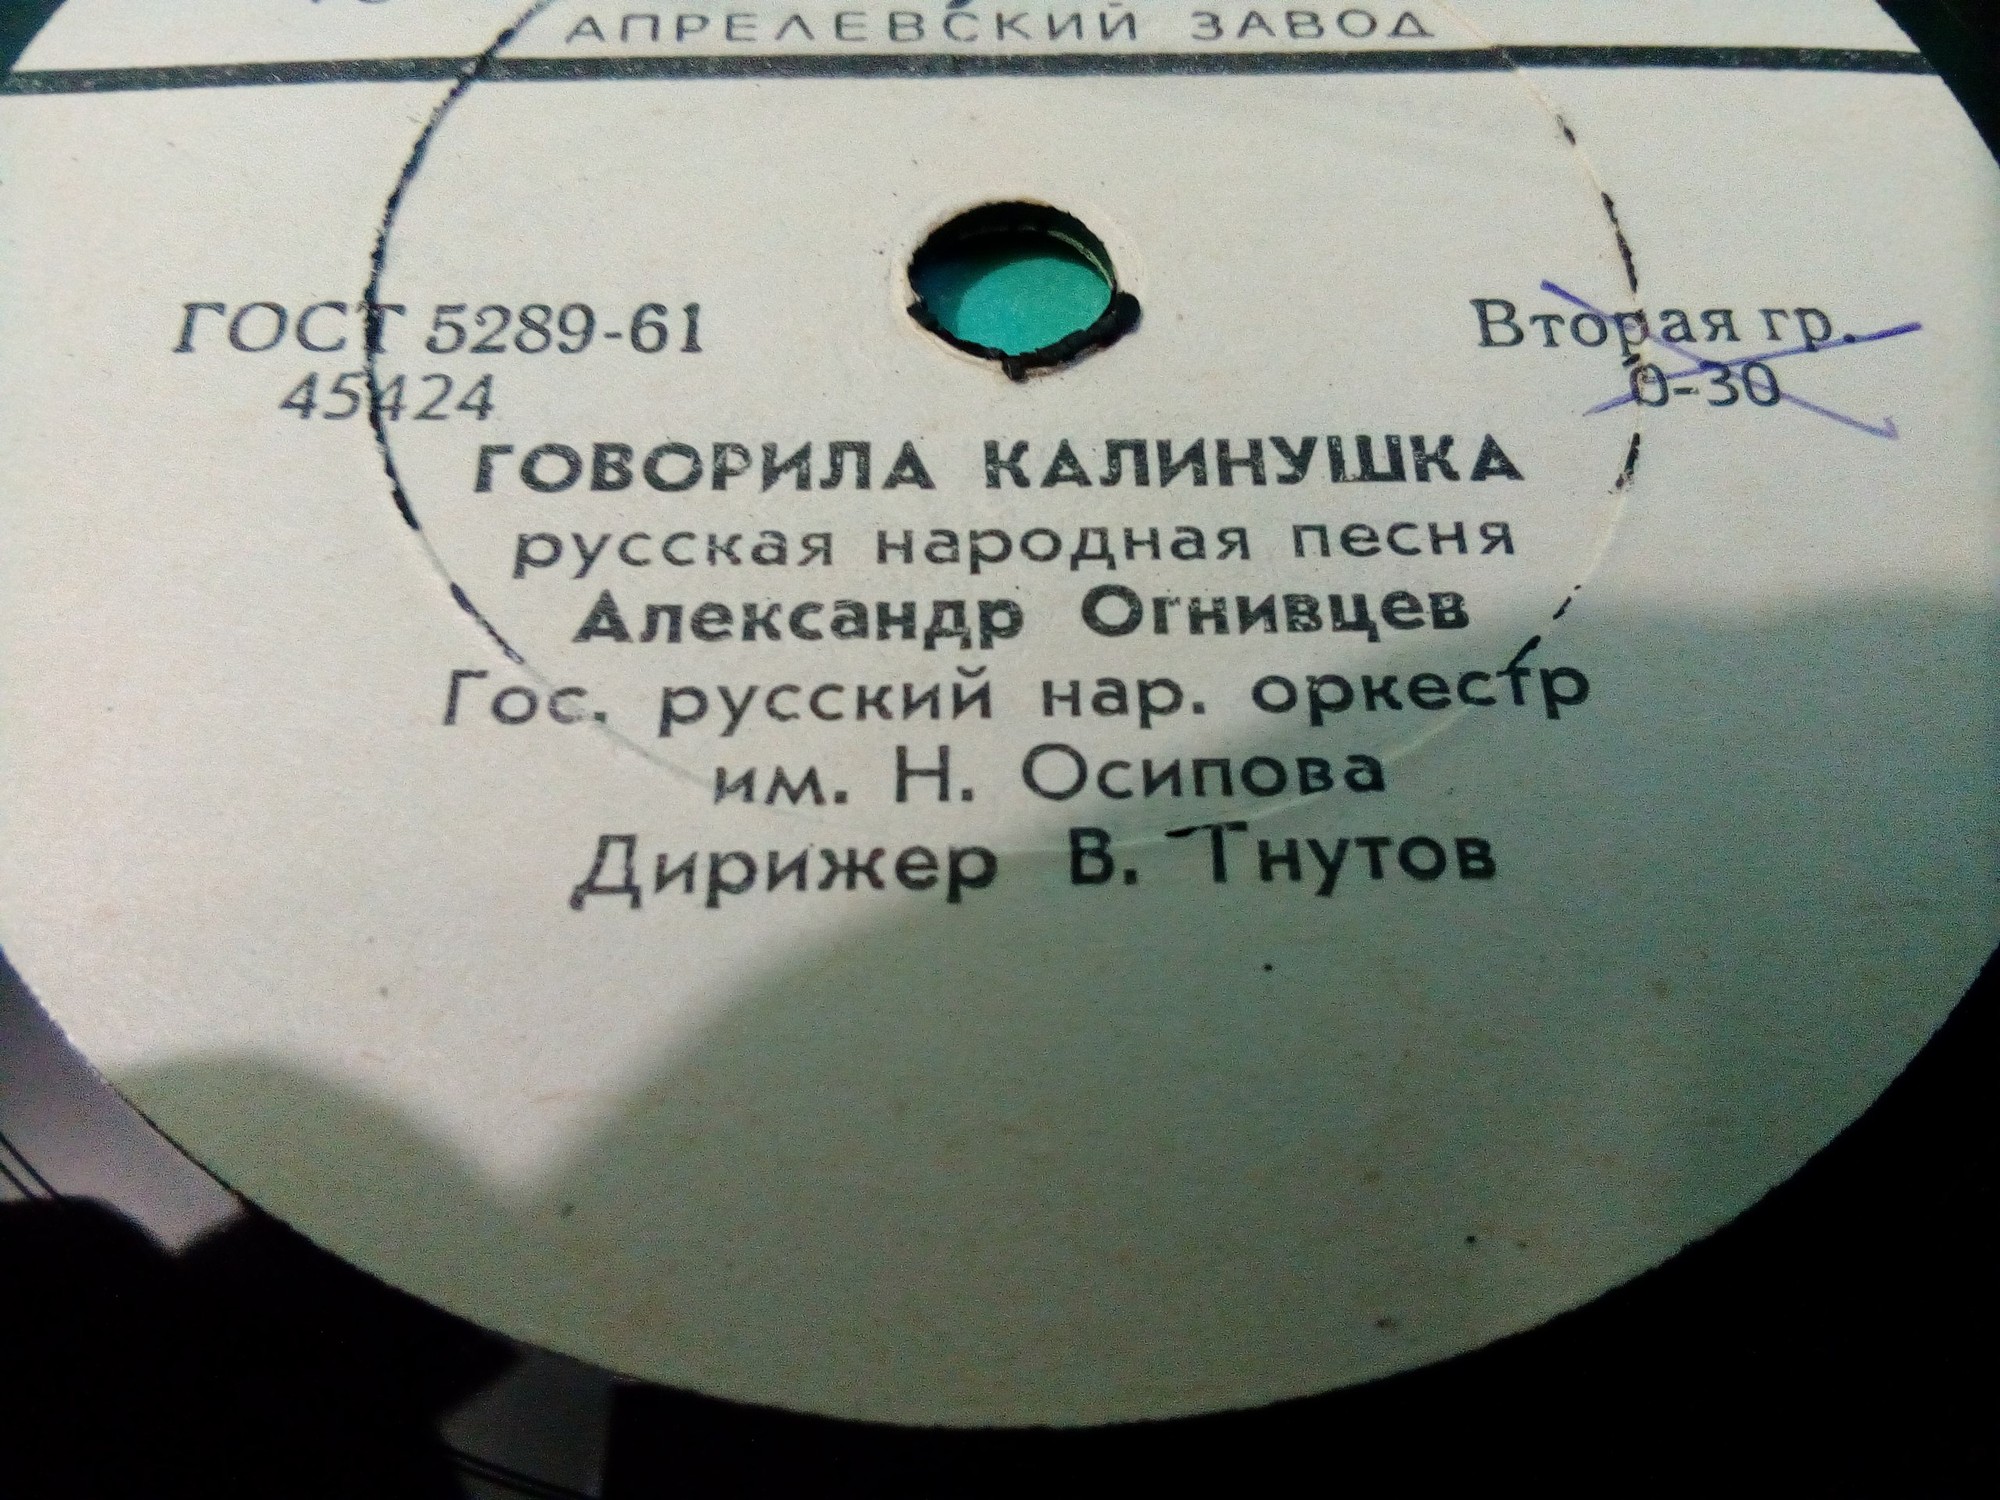 АПРЕЛЕВСКИЙ ЗАВОД
ГОСТ 5289-61
Вторая гр.
45424
0-30
ГОВОРИЛА КАЛИНУШКА
русская народная песня
Александр Огнивцев
Гос. русский нар. оркестр
им. Н. Осипова
Дирижер В. Гнутов